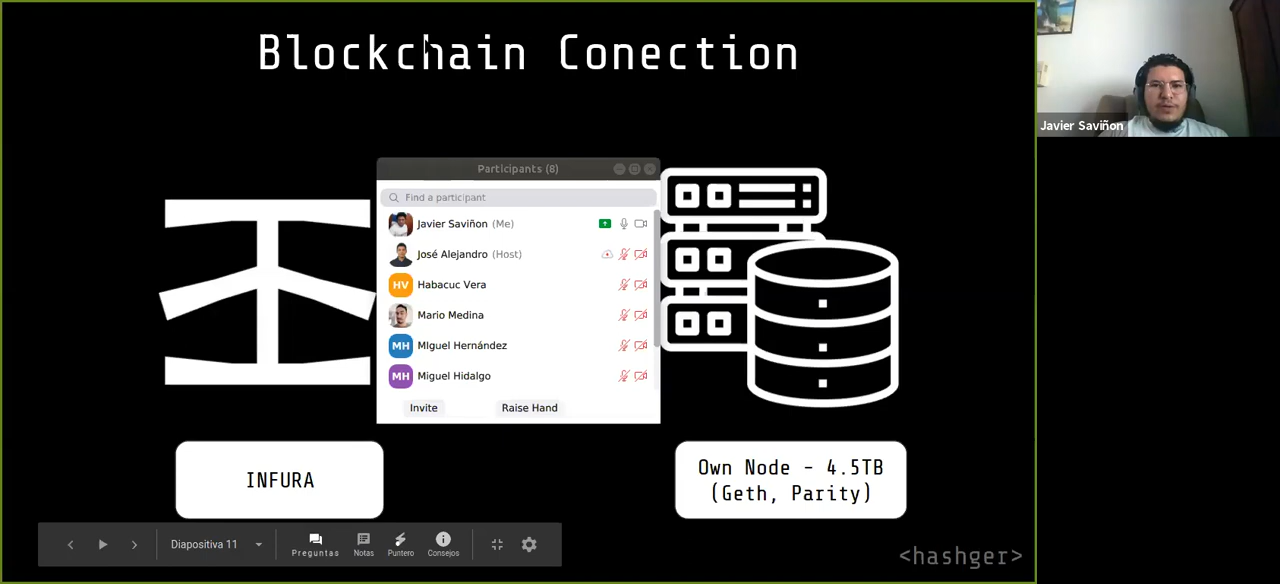 Blockchain Conection
Javier Saviñon
Participants (8)
Find a participant
Javier Saviñon (Me)
José Alejandro (Host)
HV Habacuc Vera
Mario Medina
MH MIguel Hernández
MH Miguel Hidalgo
Invite Raise Hand
INFURA
Own Node - 4.5TB
(Geth, Parity)
Diapositiva 11
Preguntas Notas Puntero Consejos
<hashger>